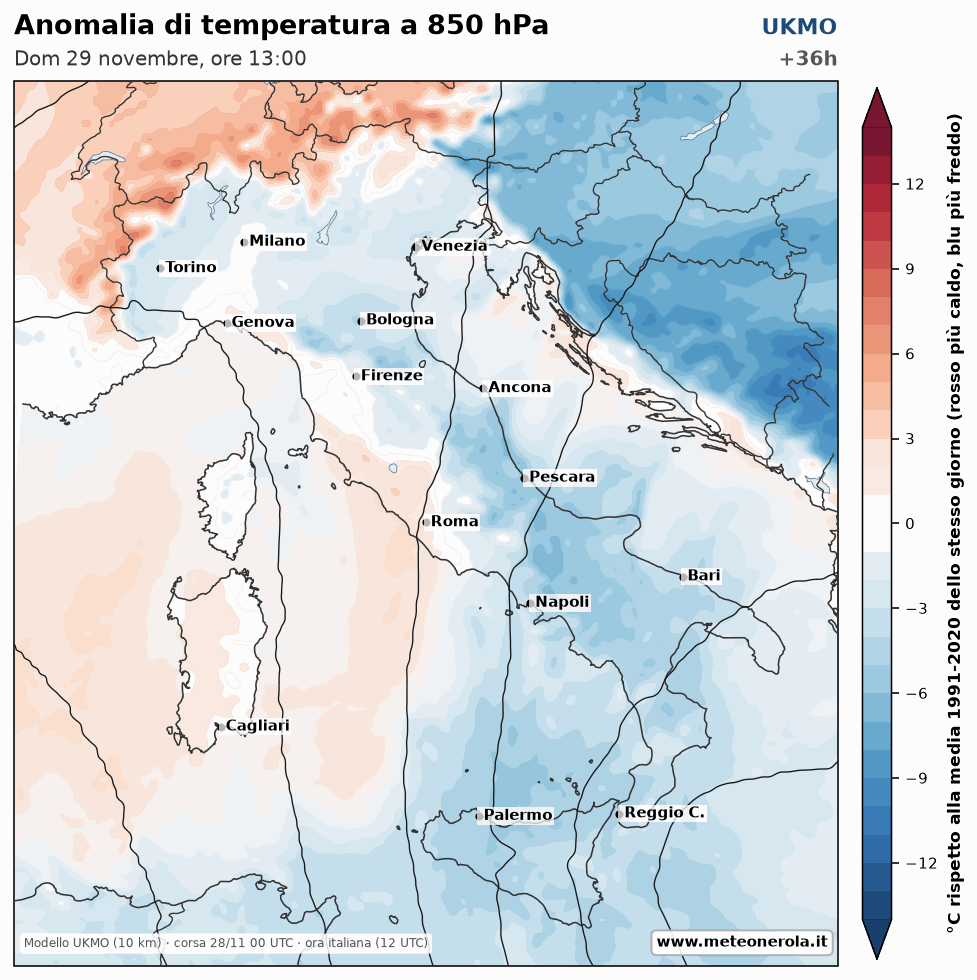 Anomalia di temperatura a 850 hPa
UKMO
Dom 29 novembre, ore 13:00
+36h
Milano
Venezia
Torino
Genova
Bologna
Firenze
Ancona
Pescara
Roma
Bari
Napoli
Cagliari
Palermo
Reggio C.
12
9
6
3
0
−3
−6
−9
−12
°C rispetto alla media 1991-2020 dello stesso giorno (rosso più caldo, blu più freddo)
Modello UKMO (10 km) · corsa 28/11 00 UTC · ora italiana (12 UTC)
www.meteonerola.it